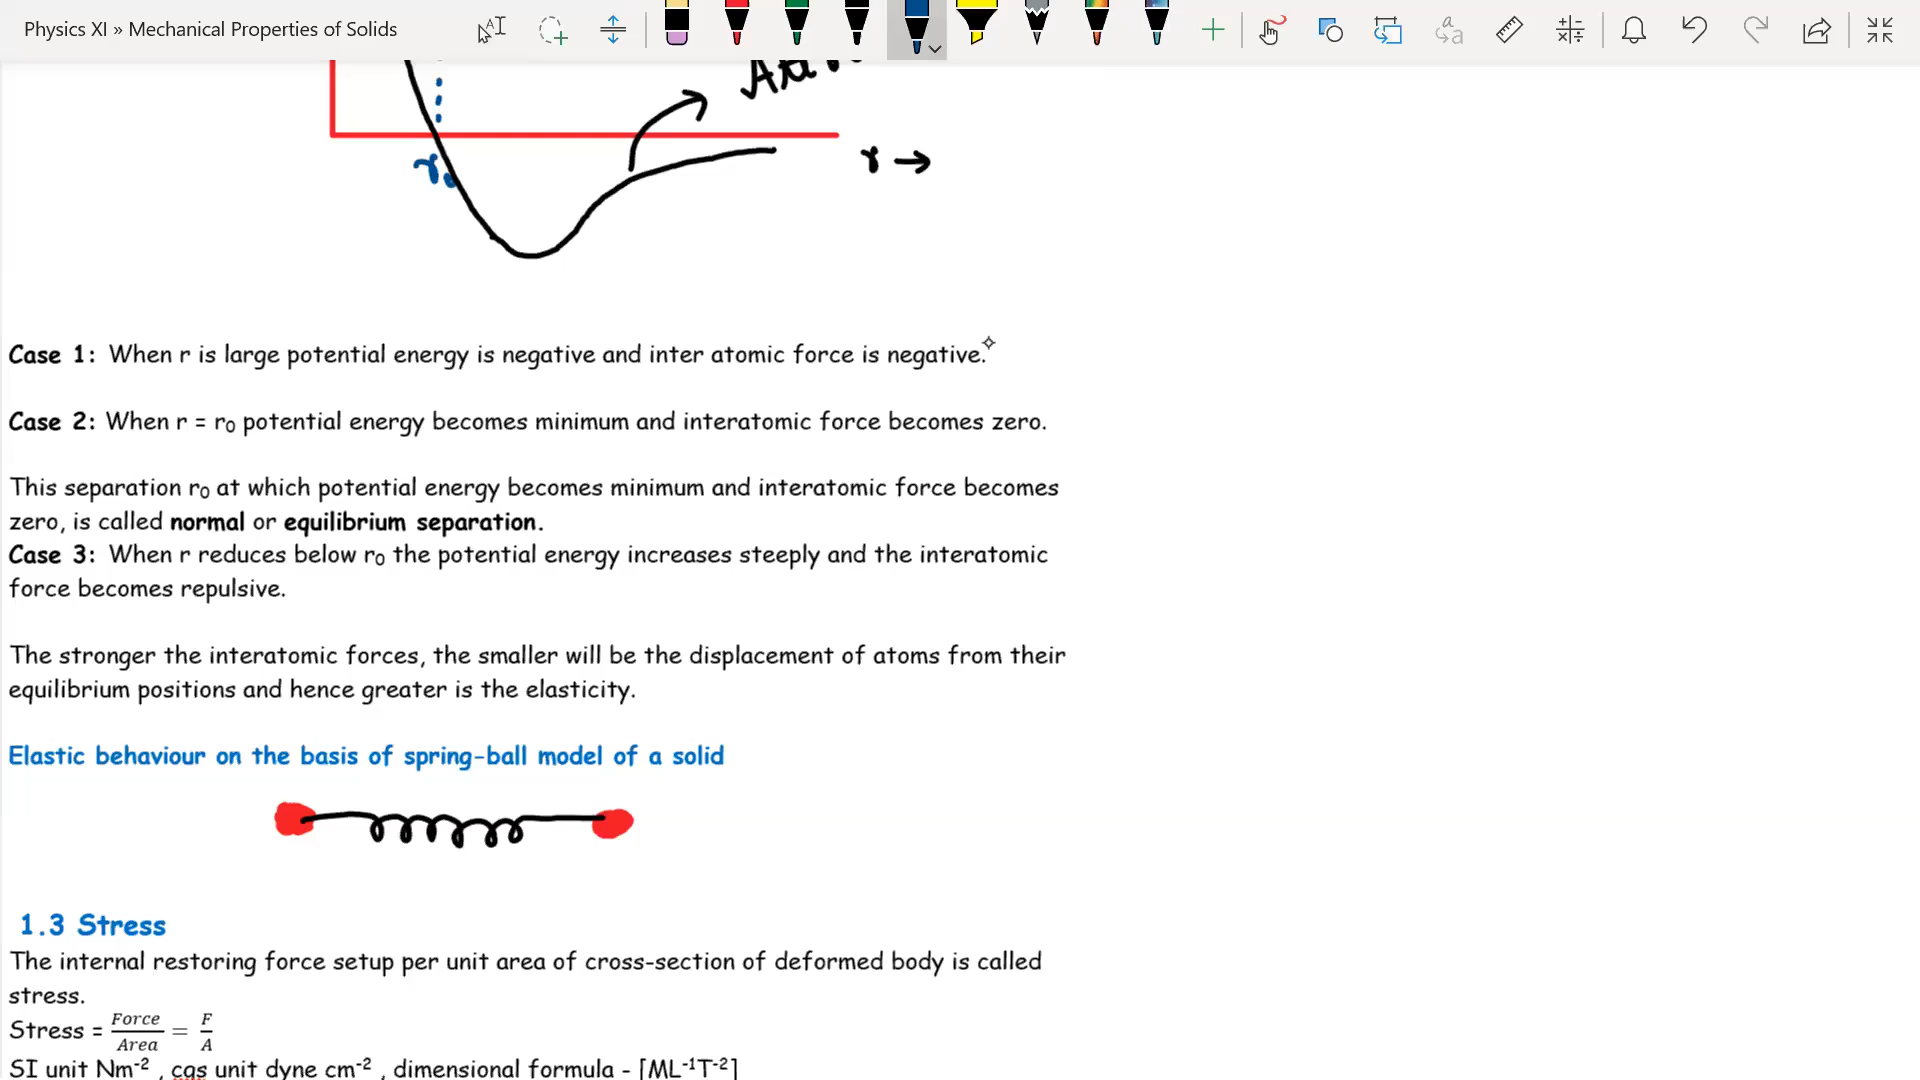 Physics XI » Mechanical Properties of Solids
r₀
r →
Case 1: When r is large potential energy is negative and inter atomic force is negative.
Case 2: When r = r₀ potential energy becomes minimum and interatomic force becomes zero.
This separation r₀ at which potential energy becomes minimum and interatomic force becomes
zero, is called normal or equilibrium separation.
Case 3: When r reduces below r₀ the potential energy increases steeply and the interatomic
force becomes repulsive.
The stronger the interatomic forces, the smaller will be the displacement of atoms from their
equilibrium positions and hence greater is the elasticity.
Elastic behaviour on the basis of spring-ball model of a solid
1.3 Stress
The internal restoring force setup per unit area of cross-section of deformed body is called
stress.
Stress = Force/Area = F/A
SI unit Nm⁻² , cgs unit dyne cm⁻² , dimensional formula - [ML⁻¹T⁻²]